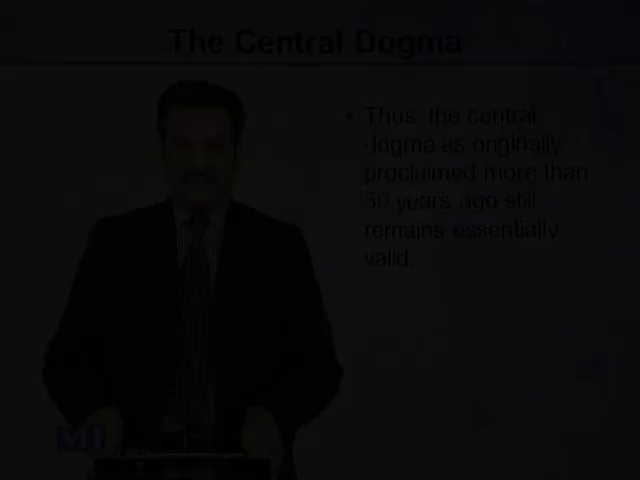 The Central Dogma
• Thus, the central
dogma as originally
proclaimed more than
50 years ago still
remains essentially
valid.